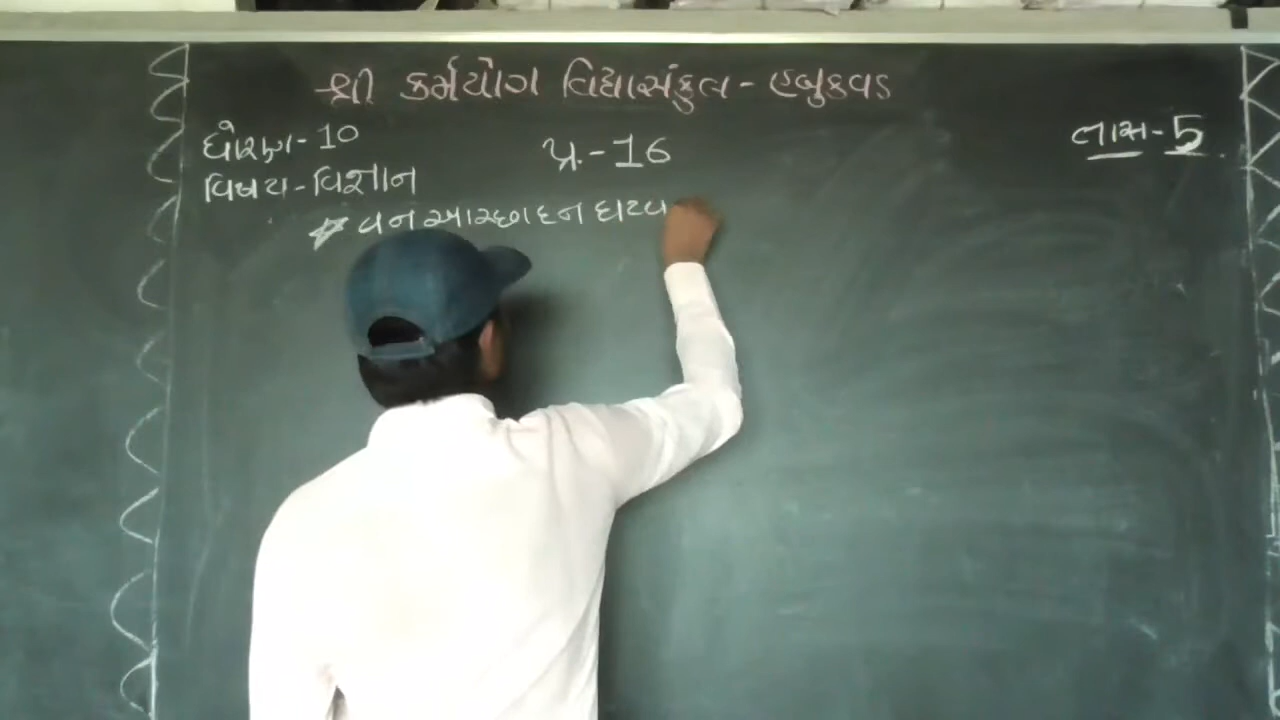 શ્રી કર્મયોગ વિદ્યાસંકુલ - હબુકવડ
ધોરણ - 10
પ્ર. - 16
તાસ - 5
વિષય - વિજ્ઞાન
* વન આચ્છાદન ઘટવ